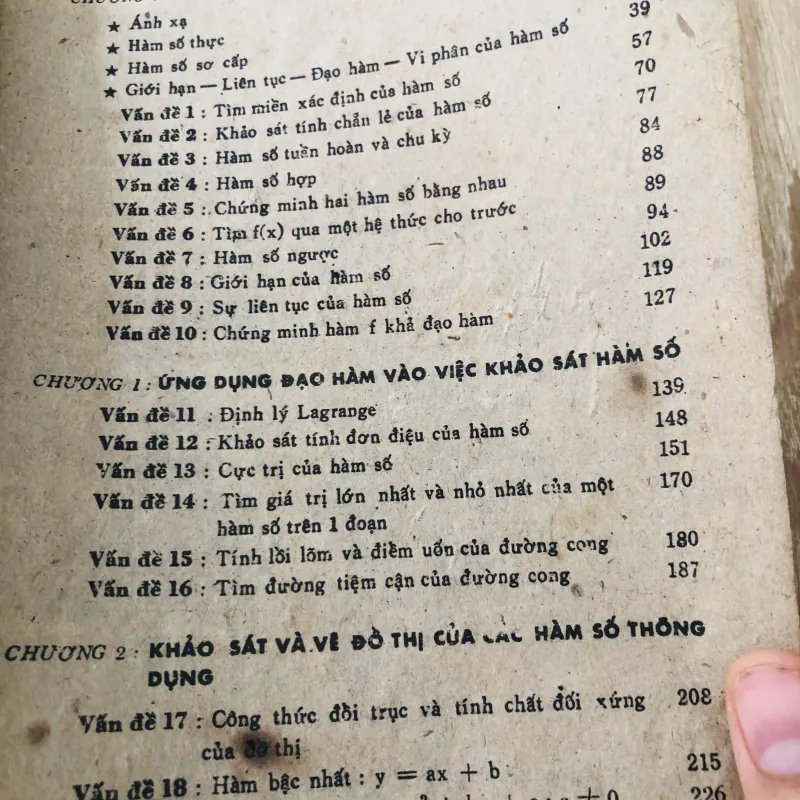 CHƯƠNG
★ Ánh xạ
★ Hàm số thực
★ Hàm số sơ cấp
★ Giới hạn — Liên tục — Đạo hàm — Vi phân của hàm số 39
Vấn đề 1 : Tìm miền xác định của hàm số 57
Vấn đề 2 : Khảo sát tính chẵn lẻ của hàm số 70
Vấn đề 3 : Hàm số tuần hoàn và chu kỳ 77
Vấn đề 4 : Hàm số hợp 84
Vấn đề 5 : Chứng minh hai hàm số bằng nhau 88
Vấn đề 6 : Tìm f(x) qua một hệ thức cho trước 89
Vấn đề 7 : Hàm số ngược 94
Vấn đề 8 : Giới hạn của hàm số 102
Vấn đề 9 : Sự liên tục của hàm số 119
Vấn đề 10 : Chứng minh hàm f khả đạo hàm 127
CHƯƠNG 1 : ỨNG DỤNG ĐẠO HÀM VÀO VIỆC KHẢO SÁT HÀM SỐ
Vấn đề 11 : Định lý Lagrange 139
Vấn đề 12 : Khảo sát tính đơn điệu của hàm số 148
Vấn đề 13 : Cực trị của hàm số 151
Vấn đề 14 : Tìm giá trị lớn nhất và nhỏ nhất của một 170
hàm số trên 1 đoạn
Vấn đề 15 : Tính lồi lõm và điểm uốn của đường cong 180
Vấn đề 16 : Tìm đường tiệm cận của đường cong 187
CHƯƠNG 2 : KHẢO SÁT VÀ VẼ ĐỒ THỊ CỦA CÁC HÀM SỐ THÔNG
DỤNG
Vấn đề 17 : Công thức đồi trục và tính chất đối xứng 208
của đồ thị
Vấn đề 18 : Hàm bậc nhất : y = ax + b 215
226